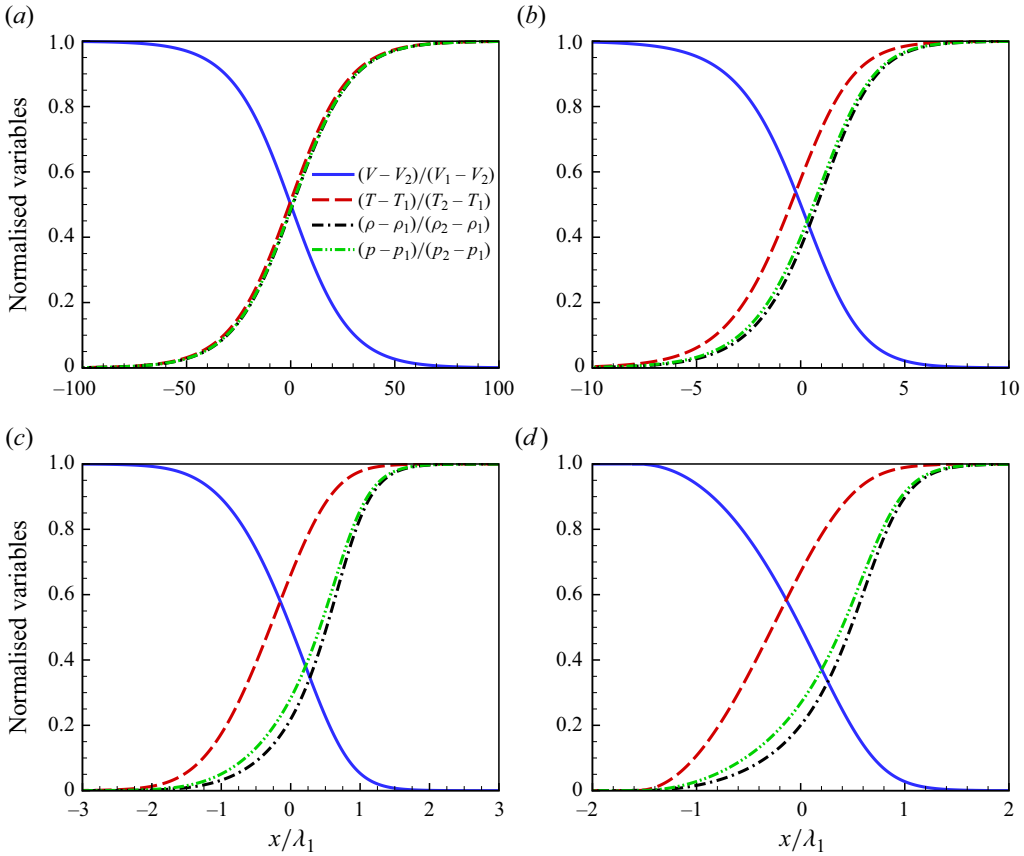 (a)
(b)
Normalised variables
1.0
0.8
0.6
0.4
0.2
0
(V − V₂)/(V₁ − V₂)
(T − T₁)/(T₂ − T₁)
(ρ − ρ₁)/(ρ₂ − ρ₁)
(p − p₁)/(p₂ − p₁)
−100 −50 0 50 100
1.0
0.8
0.6
0.4
0.2
0
−10 −5 0 5 10
(c)
(d)
Normalised variables
1.0
0.8
0.6
0.4
0.2
0
−3 −2 −1 0 1 2 3
x/λ₁
1.0
0.8
0.6
0.4
0.2
0
−2 −1 0 1 2
x/λ₁